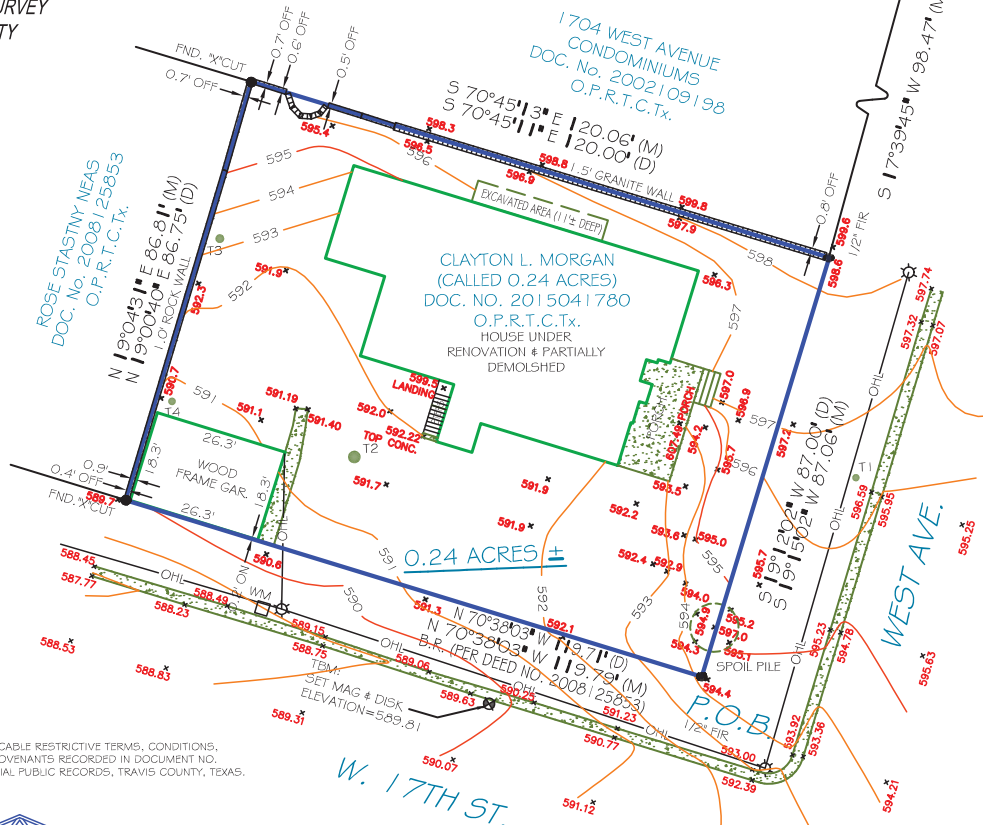 SURVEY
TY
FND. "X"CUT
0.7' OFF
0.7' OFF
0.6' OFF
0.5' OFF
1704 WEST AVENUE
CONDOMINIUMS
DOC. No. 2002109198
O.P.R.T.C.Tx.
S 70°45'13" E 120.06' (M)
S 70°45'11" E 120.00' (D)
S 17°39'45" W 98.47' (M)
595.4
598.3
596.5
596
598.8
596.9
1.5' GRANITE WALL
599.8
597.9
0.8' OFF
1/2" FIR
599.6
598.6
598
595
594
593
592
591
ROSE STASTNY NEAS
DOC. No. 2008125853
O.P.R.T.C.Tx.
N 19°04'31" E 86.81' (M)
N 19°00'40" E 86.75' (D)
1.0' ROCK WALL
T3
592.3
591.9
EXCAVATED AREA (11'± DEEP)
CLAYTON L. MORGAN
(CALLED 0.24 ACRES)
DOC. NO. 2015041780
O.P.R.T.C.Tx.
HOUSE UNDER
RENOVATION & PARTIALLY
DEMOLSHED
596.3
597
597.74
597.32
597.07
OHL
590.7
T4
591.1
591.19
591.40
592.0
599.5
LANDING
592.22
TOP CONC.
T2
PORCH
607.49 PORCH
597.0
596.9
594.2
595.7
597
596
597.2
26.3'
18.3'
WOOD
FRAME GAR.
18.3'
26.3'
0.9'
0.4' OFF
FND."X"CUT
589.7
591.7
591.9
591.9
592.2
593.5
593.6
595.0
592.4
592.9
595
T1
596.59
595.95
595.25
WEST AVE.
S 19°12'02" W 87.00' (D)
S 19°15'02" W 87.06' (M)
595.7
OHL
OHL
590.6
591
0.24 ACRES ±
592
593
594
594.0
594.9
595.2
597.0
595.1
594.3
SPOIL PILE
594.4
588.45
587.77
OHL
588.49
588.23
WM
590
589.15
588.75
591.3
592.1
N 70°38'03" W 119.71' (D)
N 70°38'03" W 119.79' (M)
B.R. (PER DEED NO. 2008125853)
OHL
589.06
TBM:
SET MAG & DISK
ELEVATION=589.81
589.63
590.25
OHL
591.23
590.77
OHL
P.O.B
1/2" FIR
593.00
592.39
593.92
593.36
595.23
594.78
595.63
OHL
588.53
588.83
589.31
590.07
591.12
594.21
W. 17TH ST.
CABLE RESTRICTIVE TERMS, CONDITIONS,
OVENANTS RECORDED IN DOCUMENT NO.
IAL PUBLIC RECORDS, TRAVIS COUNTY, TEXAS.